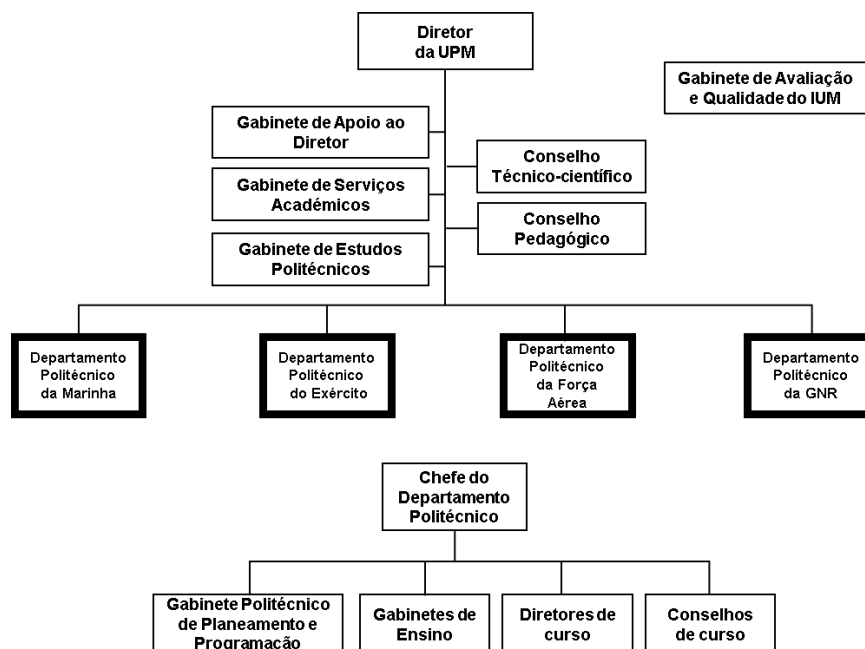 Diretor
da UPM
Gabinete de Avaliação
e Qualidade do IUM
Gabinete de Apoio ao
Diretor
Conselho
Técnico-científico
Gabinete de Serviços
Académicos
Conselho
Pedagógico
Gabinete de Estudos
Politécnicos
Departamento
Politécnico
da Marinha
Departamento
Politécnico
do Exército
Departamento
Politécnico
da Força
Aérea
Departamento
Politécnico
da GNR
Chefe do
Departamento
Politécnico
Gabinete Politécnico
de Planeamento e
Programação
Gabinetes de
Ensino
Diretores de
curso
Conselhos
de curso